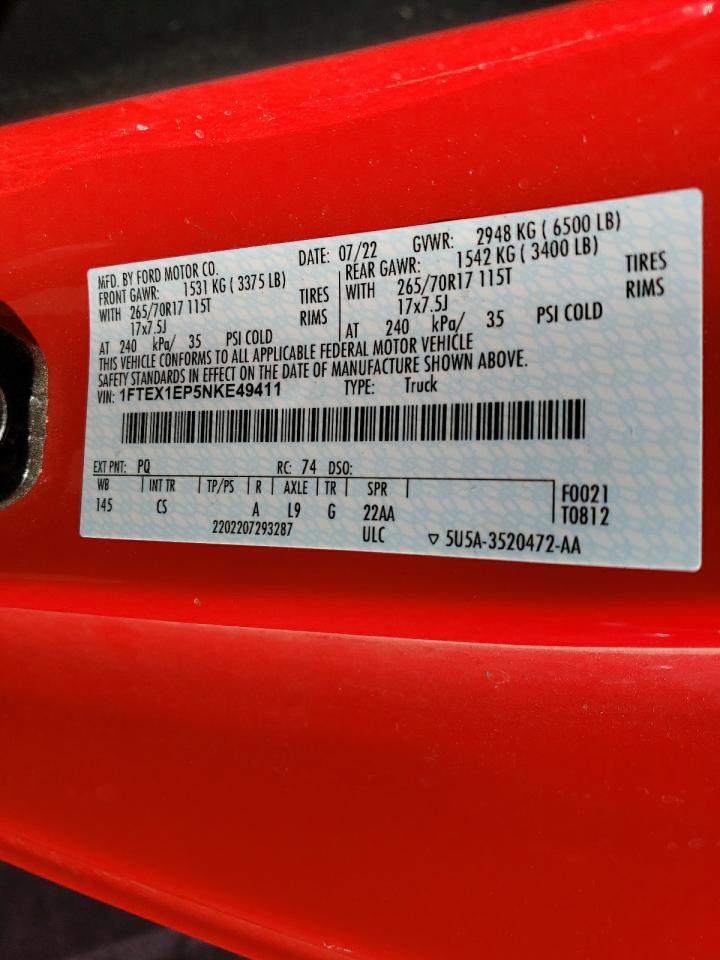 MFD. BY FORD MOTOR CO. DATE: 07/22 GVWR: 2948 KG ( 6500 LB)
FRONT GAWR: 1531 KG ( 3375 LB) REAR GAWR: 1542 KG ( 3400 LB)
WITH 265/70R17 115T TIRES WITH 265/70R17 115T TIRES
17x7.5J RIMS 17x7.5J RIMS
AT 240 kPa/ 35 PSI COLD AT 240 kPa/ 35 PSI COLD
THIS VEHICLE CONFORMS TO ALL APPLICABLE FEDERAL MOTOR VEHICLE
SAFETY STANDARDS IN EFFECT ON THE DATE OF MANUFACTURE SHOWN ABOVE.
VIN: 1FTEX1EP5NKE49411 TYPE: Truck
EXT PNT: PQ RC: 74 DSO:
WB INT TR TP/PS R AXLE TR SPR
145 CS A L9 G 22AA F0021
T0812
2202207293287 ULC ▽ 5U5A-3520472-AA